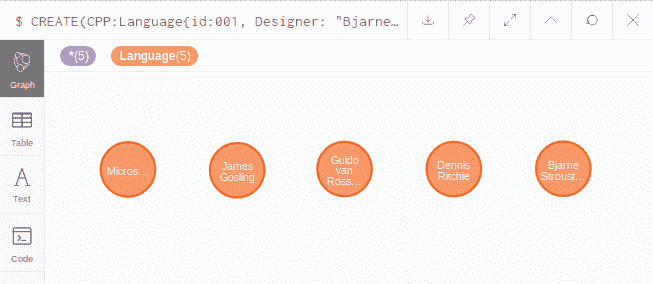 $ CREATE(CPP:Language{id:001, Designer: "Bjarne…
*(5) Language(5)
Graph
Table
Text
Code
Micros…
James
Gosling
Guido
van
Ross…
Dennis
Ritchie
Bjarne
Stroust…